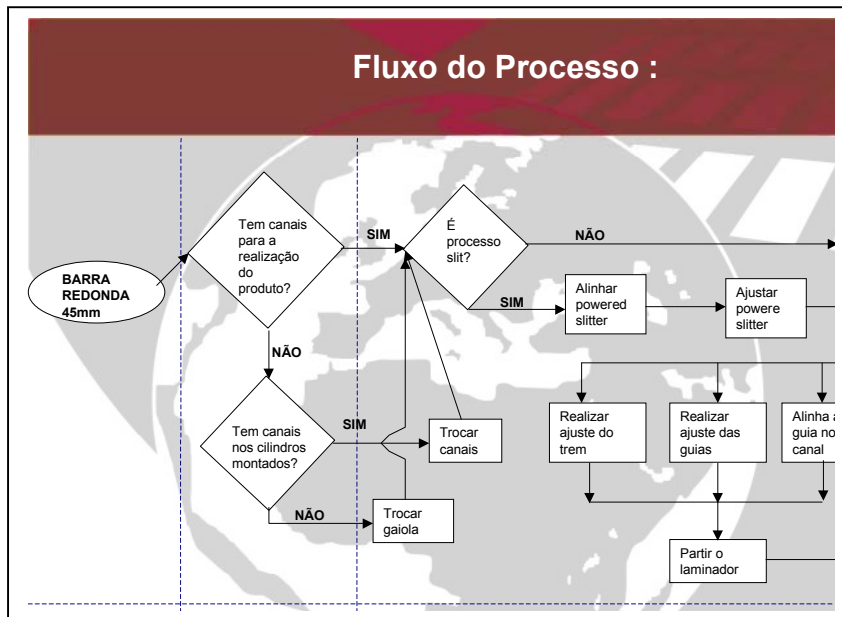 Fluxo do Processo :
BARRA
REDONDA
45mm
Tem canais
para a
realização
do
produto?
SIM
É
processo
slit?
NÃO
SIM
Alinhar
powered
slitter
Ajustar
powere
slitter
NÃO
Tem canais
nos cilindros
montados?
SIM
Trocar
canais
NÃO
Trocar
gaiola
Realizar
ajuste do
trem
Realizar
ajuste das
guias
Alinha a
guia no
canal
Partir o
laminador